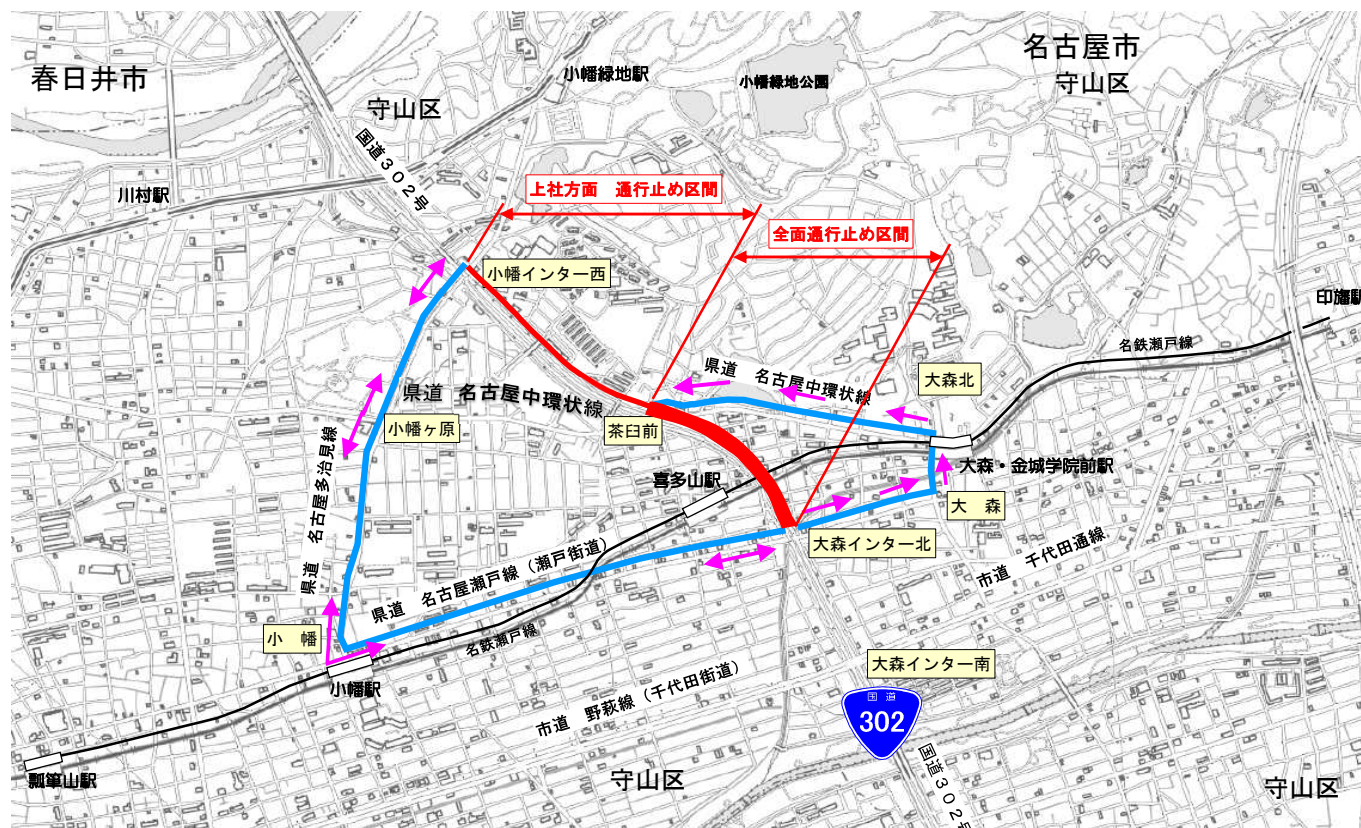 春日井市
守山区
国道302号
小幡緑地駅
小幡緑地公園
名古屋市
守山区
川村駅
上社方面　通行止め区間
全面通行止め区間
小幡インター西
印場駅
名鉄瀬戸線
県道　名古屋中環状線
大森北
県道　名古屋中環状線
小幡ヶ原
茶臼前
大森・金城学院前駅
県道　名古屋多治見線
喜多山駅
大　森
大森インター北
市道　千代田通線
県道　名古屋瀬戸線（瀬戸街道）
小　幡
名鉄瀬戸線
小幡駅
大森インター南
市道　野萩線（千代田街道）
国道
302
瓢箪山駅
守山区
国道302号
守山区